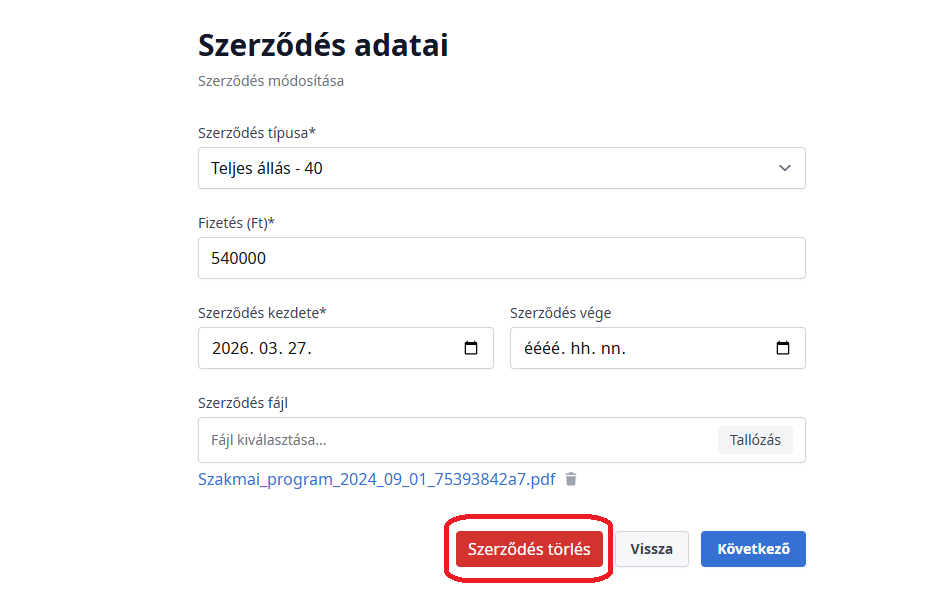 Szerződés adatai
Szerződés módosítása
Szerződés típusa*
Teljes állás - 40
Fizetés (Ft)*
540000
Szerződés kezdete* Szerződés vége
2026. 03. 27. éééé. hh. nn.
Szerződés fájl
Fájl kiválasztása... Tallózás
Szakmai_program_2024_09_01_75393842a7.pdf
Szerződés törlés Vissza Következő